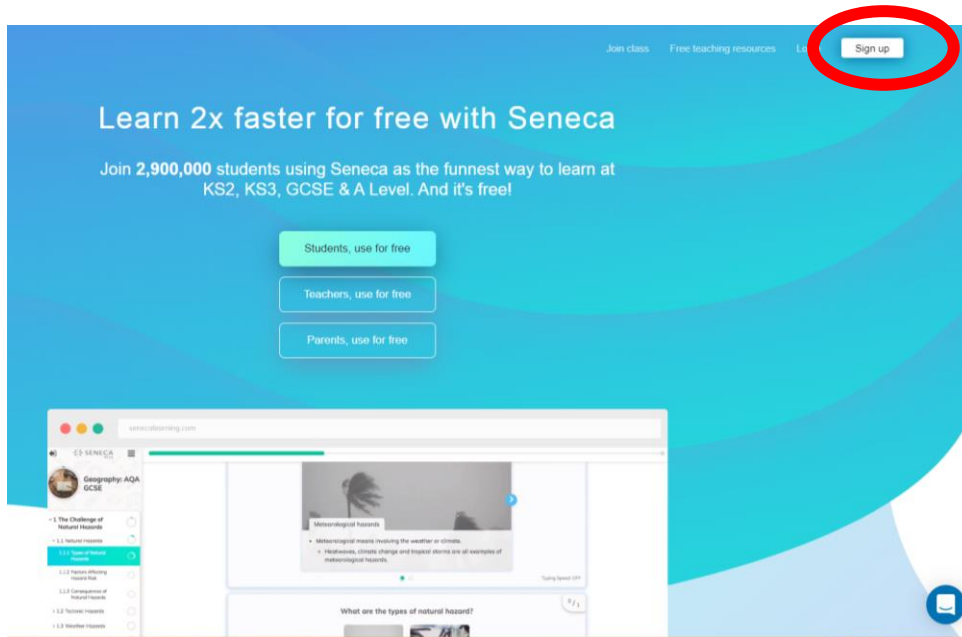 Join class Free teaching resources Sign up
Learn 2x faster for free with Seneca
Join 2,900,000 students using Seneca as the funnest way to learn at
KS2, KS3, GCSE & A Level. And it's free!
Students, use for free
Teachers, use for free
Parents, use for free
senecalearning.com
SENECA
Geography: AQA
GCSE
1 The Challenge of
Natural Hazards
1.1 Natural Hazards
1.1.1 Types of Natural
Hazards
1.1.2 Factors Affecting
Hazard Risk
1.1.3 Consequences of
Natural Hazards
1.2 Tectonic Hazards
1.3 Weather Hazards
Meteorological hazards
• Meteorological means involving the weather or climate.
• Heatwaves, climate change and tropical storms are all examples of
meteorological hazards.
Typing Speed OFF
What are the types of natural hazard?
0/3